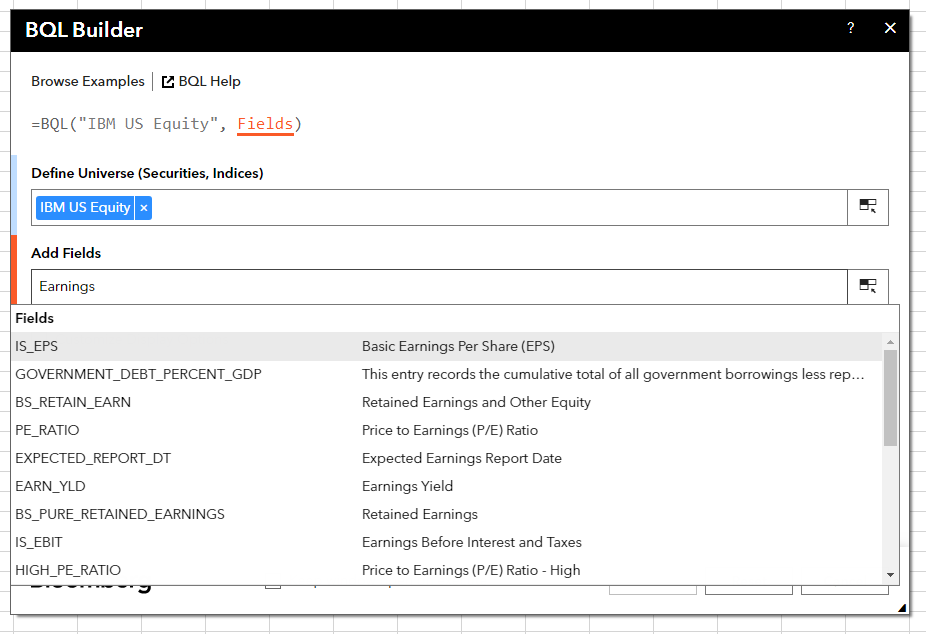 BQL Builder ? ×
Browse Examples BQL Help
=BQL("IBM US Equity", Fields)
Define Universe (Securities, Indices)
IBM US Equity ×
Add Fields
Earnings
Fields
IS_EPS Basic Earnings Per Share (EPS)
GOVERNMENT_DEBT_PERCENT_GDP This entry records the cumulative total of all government borrowings less rep…
BS_RETAIN_EARN Retained Earnings and Other Equity
PE_RATIO Price to Earnings (P/E) Ratio
EXPECTED_REPORT_DT Expected Earnings Report Date
EARN_YLD Earnings Yield
BS_PURE_RETAINED_EARNINGS Retained Earnings
IS_EBIT Earnings Before Interest and Taxes
HIGH_PE_RATIO Price to Earnings (P/E) Ratio - High
Bloomberg